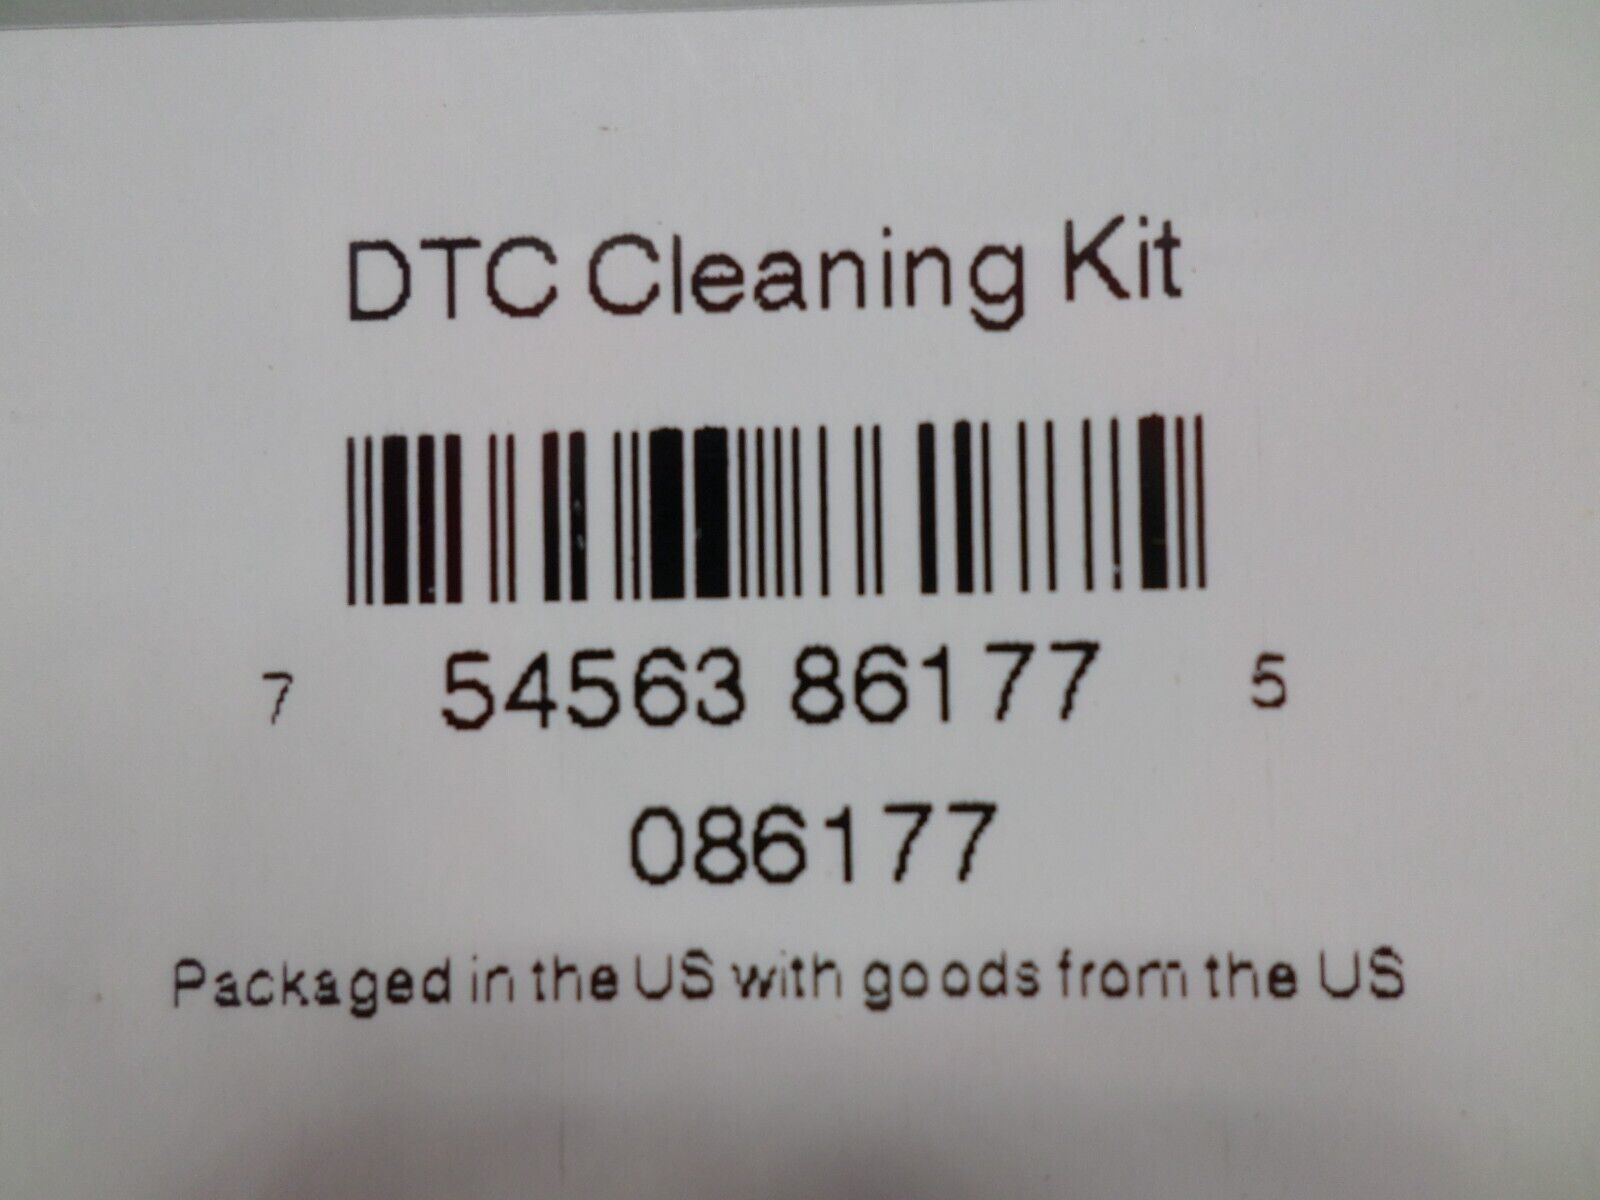 DTC Cleaning Kit
7 54563 86177 5
086177
Packaged in the US with goods from the US